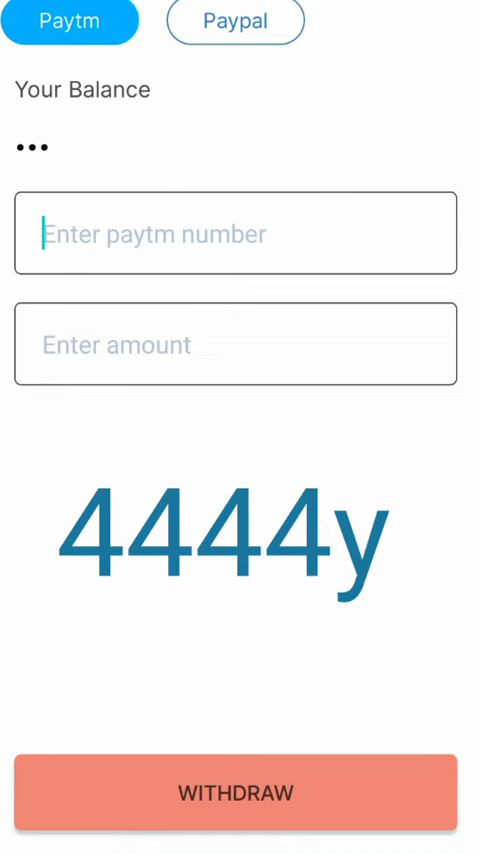 Paytm Paypal
Your Balance
...
Enter paytm number
Enter amount
4444y
WITHDRAW